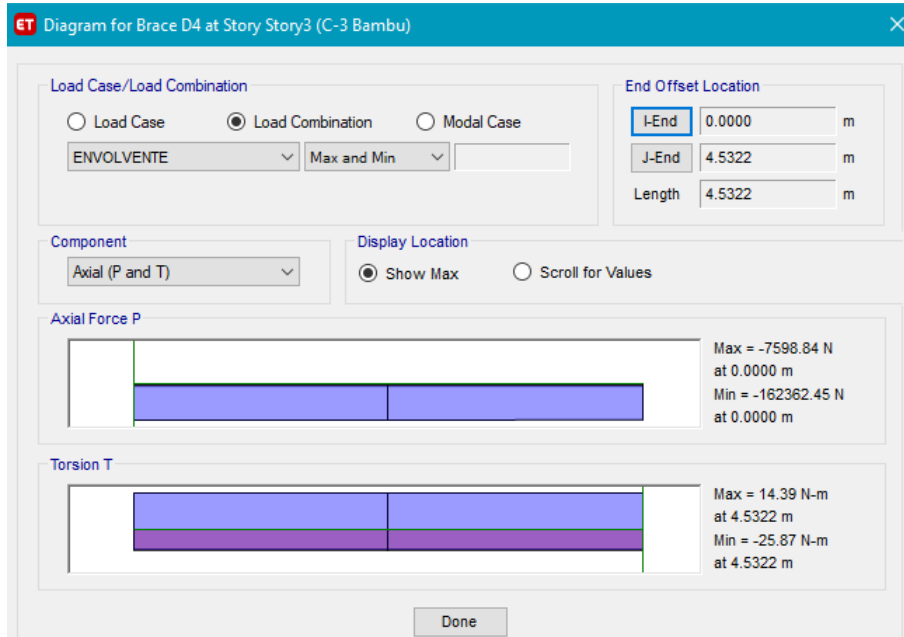 ET Diagram for Brace D4 at Story Story3 (C-3 Bambu)
Load Case/Load Combination
Load Case Load Combination Modal Case
ENVOLVENTE Max and Min
End Offset Location
I-End 0.0000 m
J-End 4.5322 m
Length 4.5322 m
Component
Axial (P and T)
Display Location
Show Max Scroll for Values
Axial Force P
Max = -7598.84 N
at 0.0000 m
Min = -162362.45 N
at 0.0000 m
Torsion T
Max = 14.39 N-m
at 4.5322 m
Min = -25.87 N-m
at 4.5322 m
Done